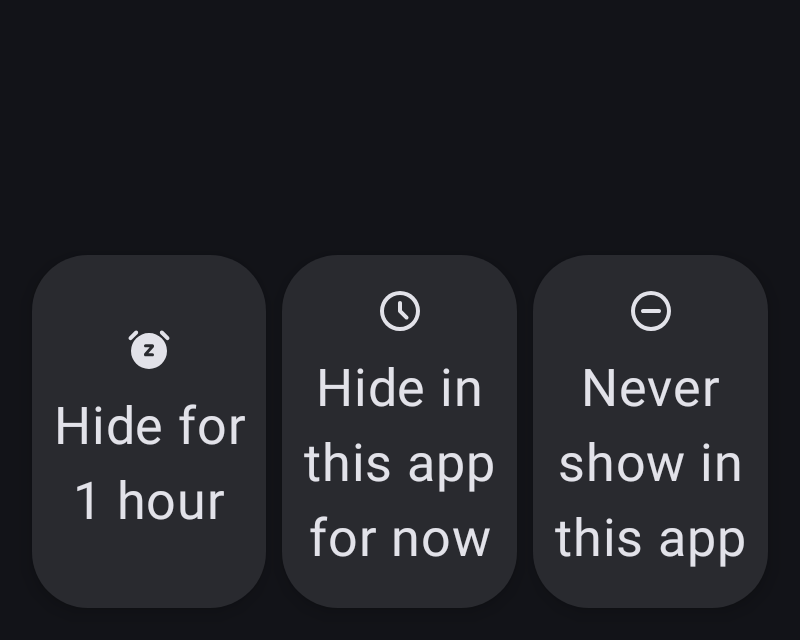 Hide for
1 hour
Hide in
this app
for now
Never
show in
this app